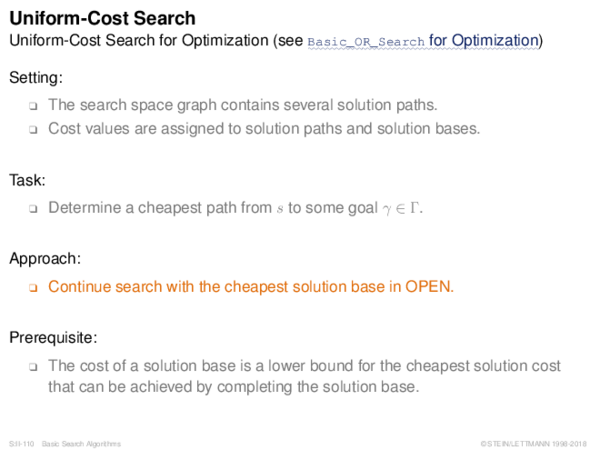 Uniform-Cost Search
Uniform-Cost Search for Optimization (see Basic_OR_Search for Optimization)
Setting:
❑ The search space graph contains several solution paths.
❑ Cost values are assigned to solution paths and solution bases.
Task:
❑ Determine a cheapest path from s to some goal γ ∈ Γ.
Approach:
❑ Continue search with the cheapest solution base in OPEN.
Prerequisite:
❑ The cost of a solution base is a lower bound for the cheapest solution cost
that can be achieved by completing the solution base.
S:II-110 Basic Search Algorithms ©STEIN/LETTMANN 1998-2018